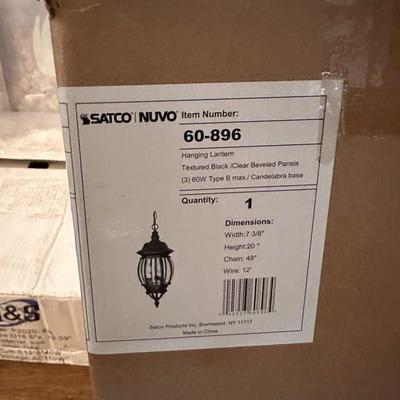 SATCO | NUVO Item Number:
60-896
Hanging Lantern
Textured Black /Clear Beveled Panels
(3) 60W Type B max./ Candelabra base
Quantity: 1
Dimensions:
Width:7 3/8"
Height:20 "
Chain: 48"
Wire: 12'
Satco Products Inc. Brentwood, NY 11717
Made in China